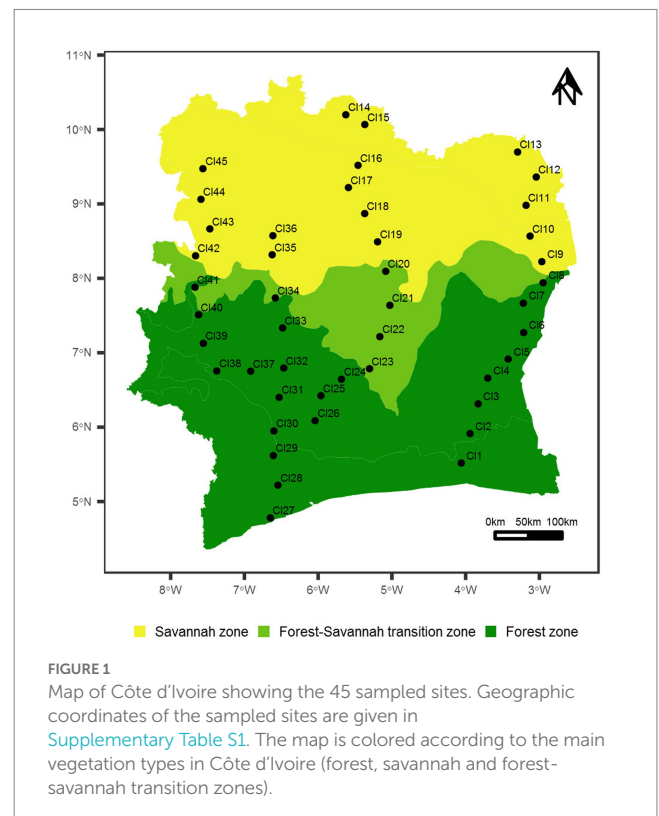 11°N
10°N
9°N
8°N
7°N
6°N
5°N
N
CI14
CI15
CI13
CI16
CI45
CI12
CI17
CI44
CI11
CI18
CI43
CI36
CI10
CI19
CI42
CI35
CI9
CI20
CI41
CI8
CI34
CI21
CI7
CI40
CI33
CI22
CI6
CI39
CI5
CI38
CI37
CI32
CI23
CI24
CI4
CI31
CI25
CI3
CI26
CI30
CI2
CI29
CI1
CI28
CI27
0km 50km 100km
8°W 7°W 6°W 5°W 4°W 3°W
Savannah zone Forest-Savannah transition zone Forest zone
FIGURE 1
Map of Côte d’Ivoire showing the 45 sampled sites. Geographic
coordinates of the sampled sites are given in
Supplementary Table S1. The map is colored according to the main
vegetation types in Côte d’Ivoire (forest, savannah and forest-
savannah transition zones).